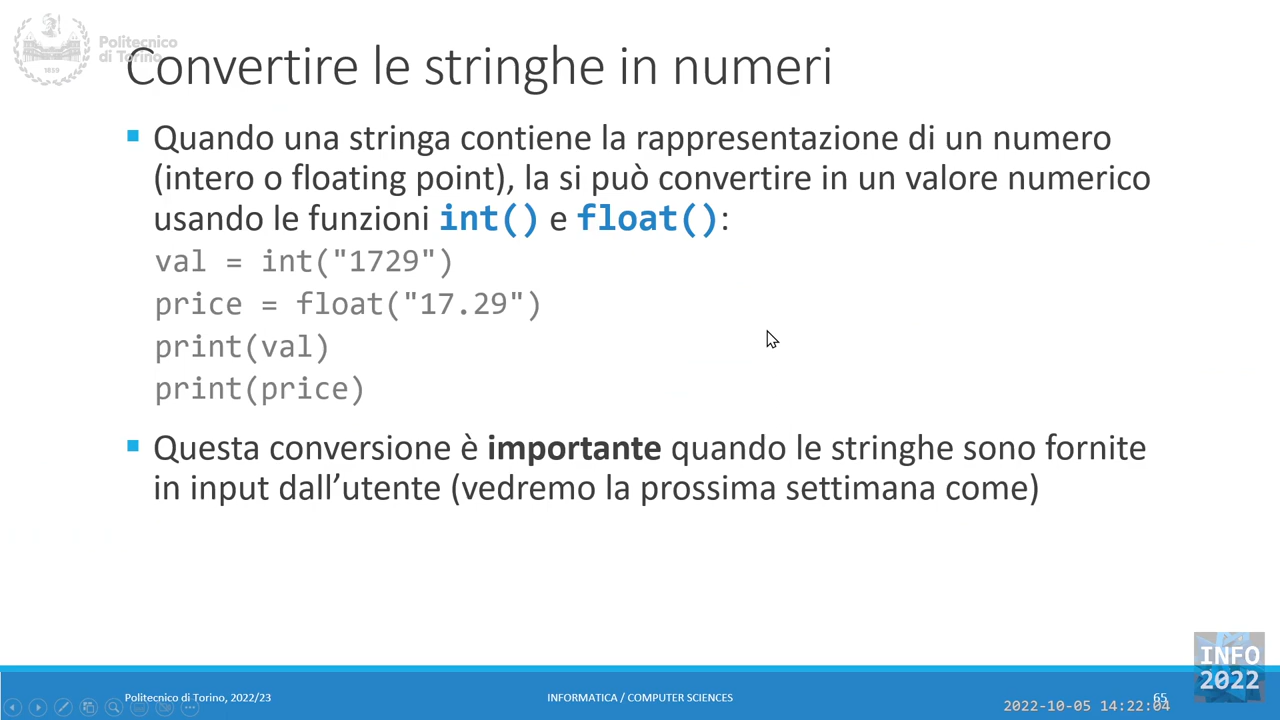 Politecnico
di Torino
1859
Convertire le stringhe in numeri
Quando una stringa contiene la rappresentazione di un numero
(intero o floating point), la si può convertire in un valore numerico
usando le funzioni int() e float():
val = int("1729")
price = float("17.29")
print(val)
print(price)
Questa conversione è importante quando le stringhe sono fornite
in input dall’utente (vedremo la prossima settimana come)
INFO
2022
Politecnico di Torino, 2022/23
INFORMATICA / COMPUTER SCIENCES
65
2022-10-05 14:22:04